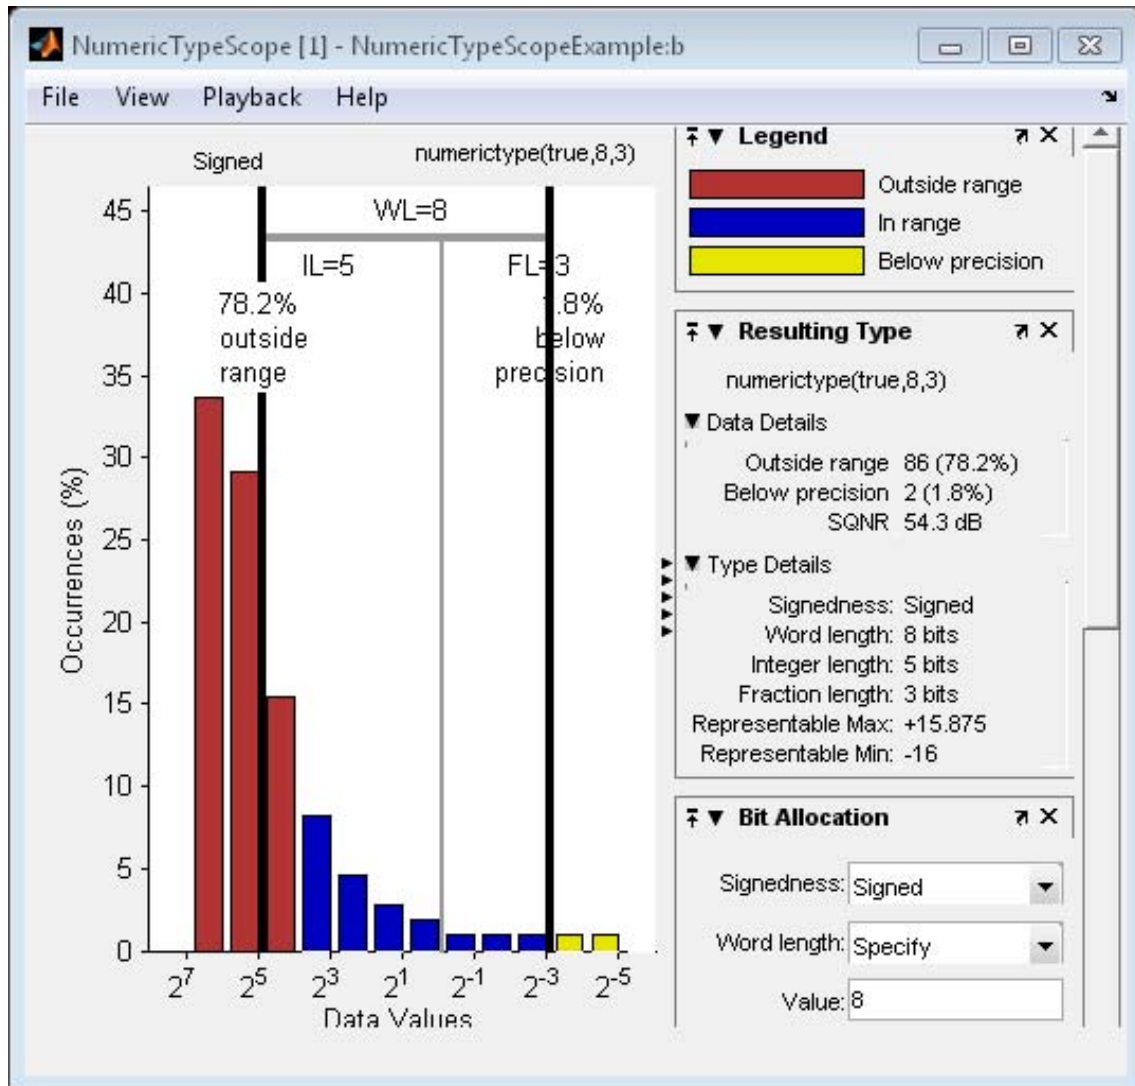 NumericTypeScope [1] - NumericTypeScopeExample:b
File View Playback Help
Signed
numerictype(true,8,3)
WL=8
IL=5
FL=3
78.2%
outside
range
1.8%
below
precision
45
40
35
30
25
20
15
10
5
0
Occurrences (%)
2^7 2^5 2^3 2^1 2^-1 2^-3 2^-5
Data Values
Legend
Outside range
In range
Below precision
Resulting Type
numerictype(true,8,3)
Data Details
Outside range 86 (78.2%)
Below precision 2 (1.8%)
SQNR 54.3 dB
Type Details
Signedness: Signed
Word length: 8 bits
Integer length: 5 bits
Fraction length: 3 bits
Representable Max: +15.875
Representable Min: -16
Bit Allocation
Signedness: Signed
Word length: Specify
Value: 8